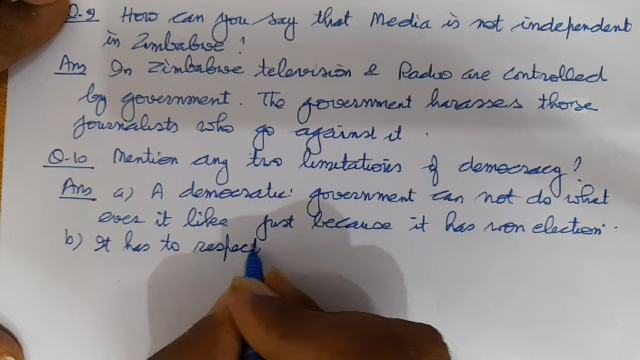 Q-9 How can you say that Media is not independent
in Zimbabwe?
Ans In Zimbabwe television & Radio are controlled
by government. The government harasses those
journalists who go against it.
Q-10 Mention any two limitations of democracy?
Ans a) A democratic government can not do what
ever it like just because it has won election.
b) It has to respect